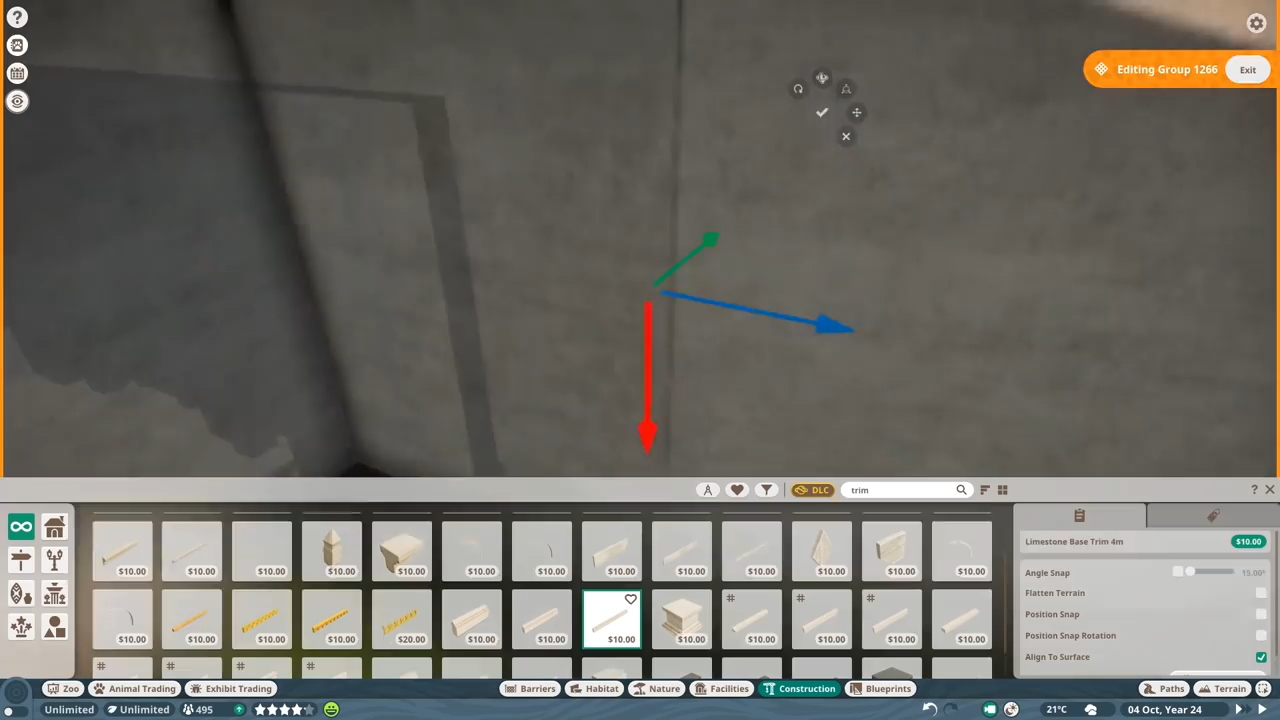 ?
Editing Group 1266 Exit
DLC trim ? ×
Limestone Base Trim 4m $10.00
Angle Snap 15.00°
Flatten Terrain
Position Snap
Position Snap Rotation
Align To Surface
$10.00 $10.00 $10.00 $10.00 $10.00 $10.00 $10.00 $10.00 $10.00 $10.00 $10.00 $10.00 $10.00
# # #
$10.00 $10.00 $10.00 $10.00 $20.00 $10.00 $10.00 $10.00 $10.00 $10.00 $10.00 $10.00 $10.00
# # # #
Zoo Animal Trading Exhibit Trading Barriers Habitat Nature Facilities Construction Blueprints Paths Terrain
Unlimited Unlimited 495 21°C 04 Oct, Year 24